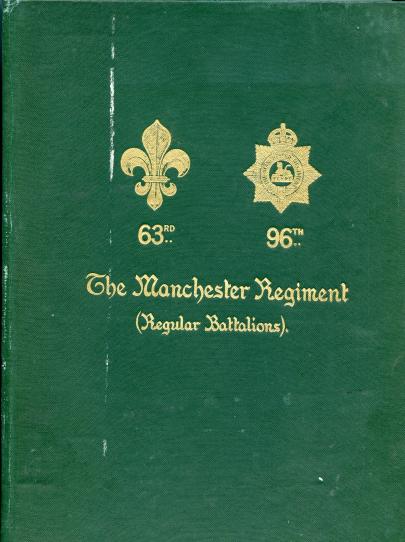 63RD 96TH
The Manchester Regiment
(Regular Battalions).